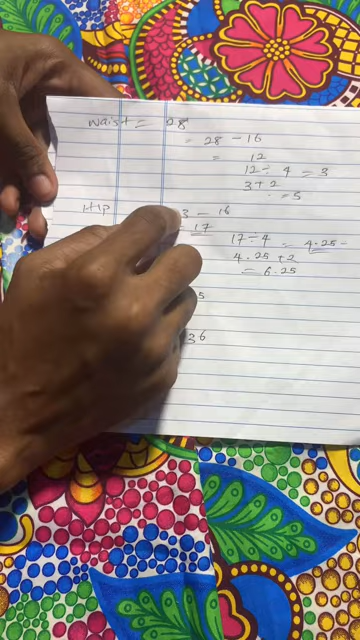 Waist = 28
= 28 - 16
= 12
12 ÷ 4 = 3
3 + 2
= 5
HIP 3 - 16
= 17
17 ÷ 4 = 4.25 -
4.25 + 2
= 6.25
5
36